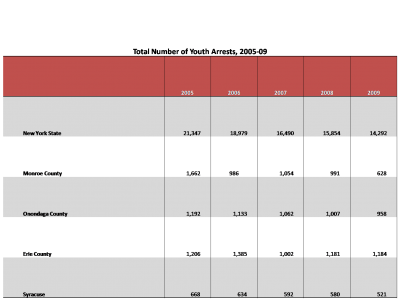 Total Number of Youth Arrests, 2005-09
2005 2006 2007 2008 2009
New York State 21,347 18,979 16,490 15,854 14,292
Monroe County 1,662 986 1,054 991 628
Onondaga County 1,192 1,133 1,062 1,007 958
Erie County 1,206 1,385 1,002 1,181 1,184
Syracuse 668 634 592 580 521